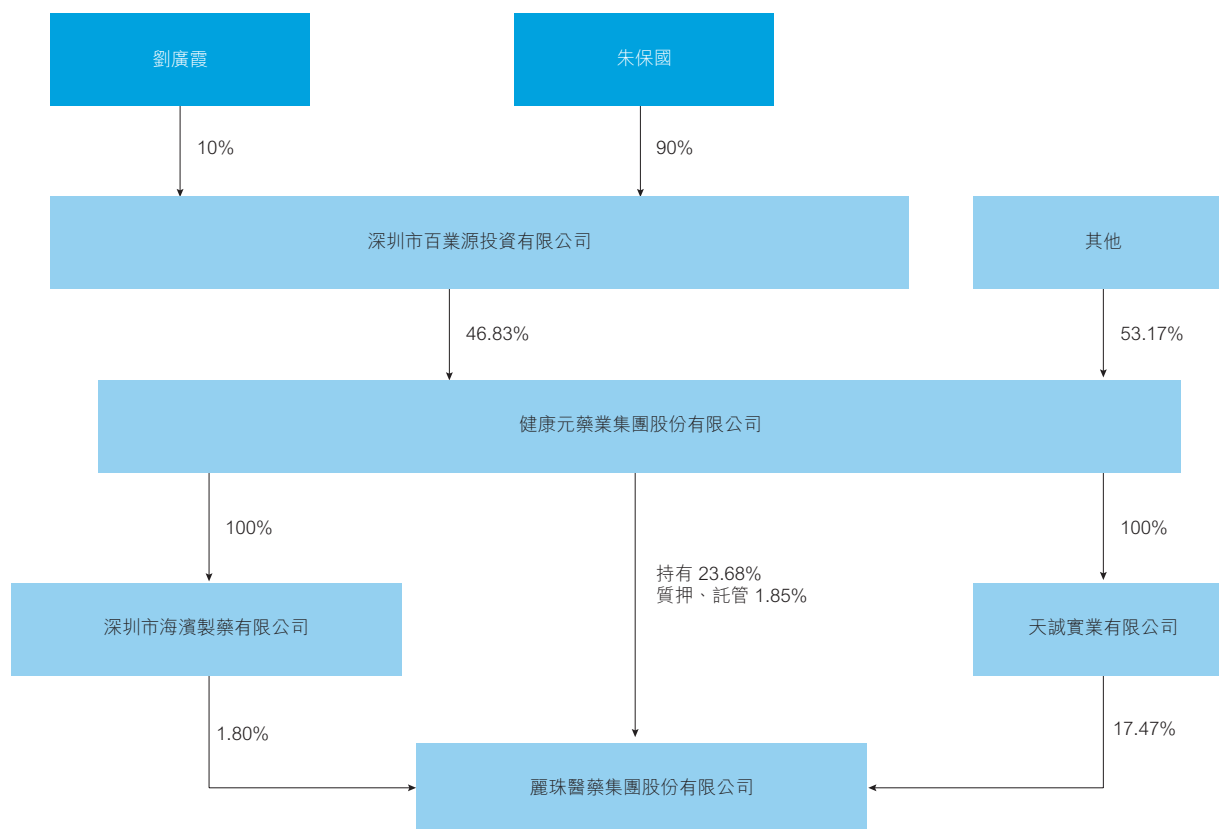 劉廣霞
朱保國
10%
90%
深圳市百業源投資有限公司
其他
46.83%
53.17%
健康元藥業集團股份有限公司
100%
100%
持有 23.68%
質押、託管 1.85%
深圳市海濱製藥有限公司
天誠實業有限公司
1.80%
17.47%
麗珠醫藥集團股份有限公司